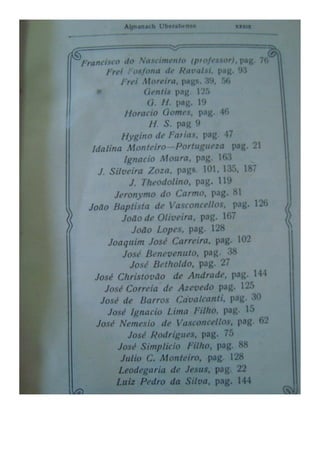 Almanach Uberabense XXXIX
Francisco do Nascimento (professor), pag. 76
Frei Fosfona de Ravalsi, pag. 93
Frei Moreira, pags. 39, 56
Gentis pag. 125
G. H. pag. 19
Horacio Gomes, pag. 46
H. S. pag 9
Hygino de Farias, pag. 47
Idalina Monteiro—Portugueza pag. 21
Ignacio Moura, pag. 163
J. Silveira Zoza, pags. 101, 135, 187
J. Theodolino, pag. 119
Jeronymo do Carmo, pag. 81
João Baptista de Vasconcellos, pag. 126
João de Oliveira, pag. 167
João Lopes, pag. 128
Joaquim José Carreira, pag. 102
José Benevenuto, pag. 38
José Betholdo, pag. 27
José Christovão de Andrade, pag. 144
José Correia de Azevedo pag. 125
José de Barros Cavalcanti, pag. 30
José Ignacio Lima Filho, pag. 15
José Nemesio de Vasconcellos, pag. 62
José Rodrigues, pag. 75
José Simplicio Filho, pag. 88
Julio C. Monteiro, pag. 128
Leodegaria de Jesus, pag. 22
Luiz Pedro da Silva, pag. 144